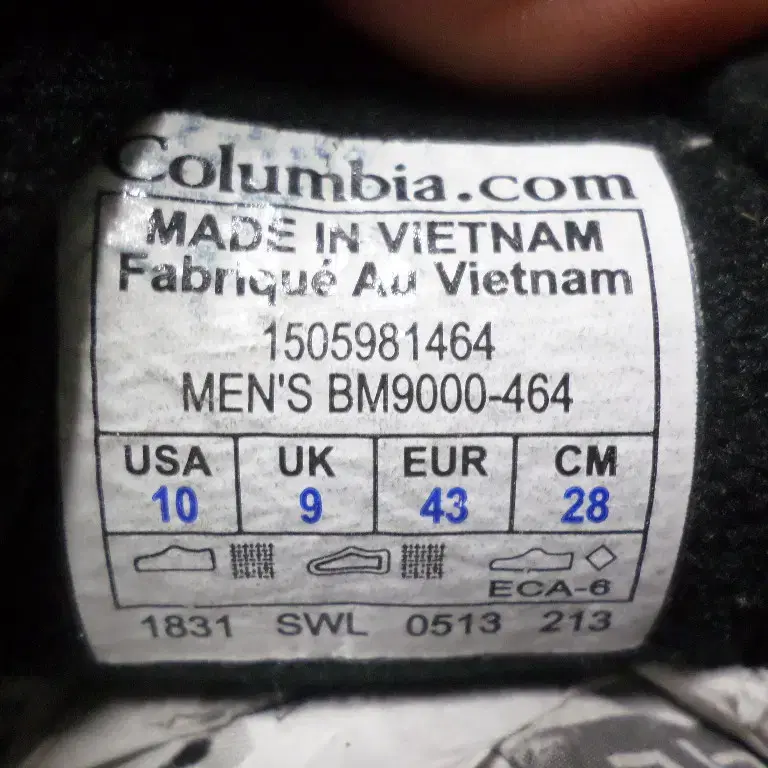 Columbia.com
MADE IN VIETNAM
Fabriqué Au Vietnam
1505981464
MEN'S BM9000-464
USA UK EUR CM
10 9 43 28
ECA-6
1831 SWL 0513 213